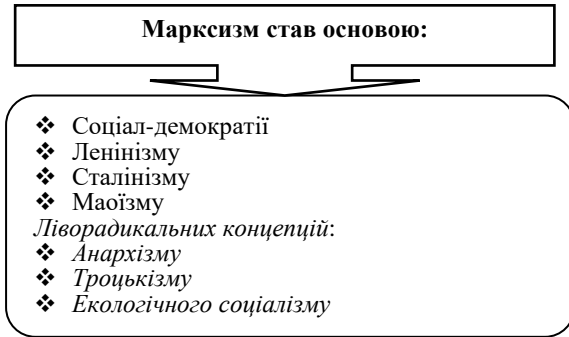 Марксизм став основою:
❖ Соціал-демократії
❖ Ленінізму
❖ Сталінізму
❖ Маоїзму
Ліворадикальних концепцій:
❖ Анархізму
❖ Троцькізму
❖ Екологічного соціалізму